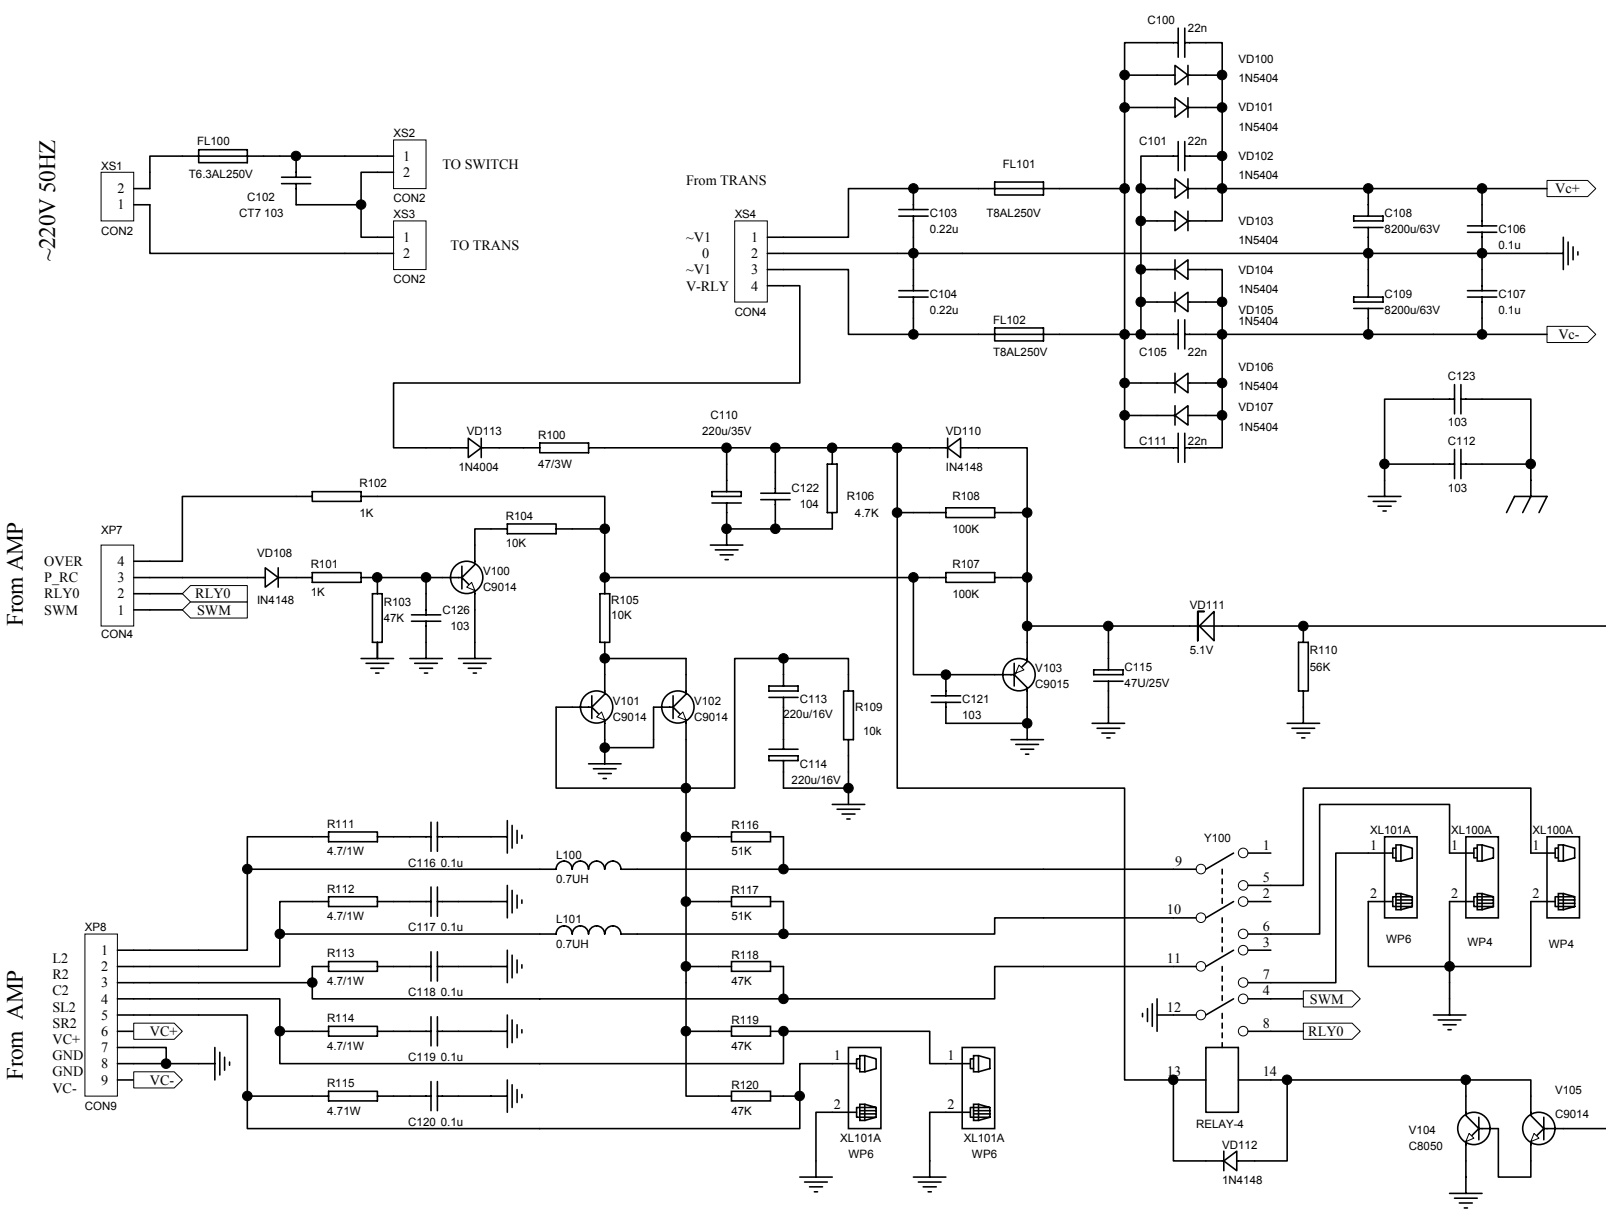 ~220V 50HZ
XS1
2
1
CON2
FL100
T6.3AL250V
C102
CT7 103
XS2
1
2
CON2
TO SWITCH
XS3
1
2
CON2
TO TRANS
From TRANS
XS4
~V1
0
~V1
V-RLY
1
2
3
4
CON4
C103
0.22u
C104
0.22u
FL101
T8AL250V
FL102
T8AL250V
C100
22n
VD100
1N5404
VD101
1N5404
C101
22n
VD102
1N5404
VD103
1N5404
VD104
1N5404
VD105
1N5404
C105
22n
VD106
1N5404
VD107
1N5404
C111
22n
C108
8200u/63V
C106
0.1u
C109
8200u/63V
C107
0.1u
Vc+
Vc-
C123
103
C112
103
VD113
1N4004
R100
47/3W
C110
220u/35V
C122
104
R106
4.7K
VD110
IN4148
R108
100K
R107
100K
R102
1K
R104
10K
From AMP
XP7
OVER
P_RC
RLY0
SWM
4
3
2
1
CON4
RLY0
SWM
VD108
IN4148
R101
1K
R103
47K
C126
103
V100
C9014
R105
10K
V101
C9014
V102
C9014
C113
220u/16V
C114
220u/16V
R109
10k
C121
103
V103
C9015
C115
47U/25V
VD111
5.1V
R110
56K
From AMP
XP8
L2
R2
C2
SL2
SR2
VC+
GND
GND
VC-
1
2
3
4
5
6
7
8
9
CON9
VC+
VC-
R111
4.7/1W
C116 0.1u
R112
4.7/1W
C117 0.1u
R113
4.7/1W
C118 0.1u
R114
4.7/1W
C119 0.1u
R115
4.71W
C120 0.1u
L100
0.7UH
L101
0.7UH
R116
51K
R117
51K
R118
47K
R119
47K
R120
47K
1
2
XL101A
WP6
1
2
XL101A
WP6
Y100
9
10
11
12
1
5
2
6
3
7
4
8
SWM
RLY0
13
14
RELAY-4
VD112
1N4148
XL101A
1
2
WP6
XL100A
1
2
WP4
XL100A
1
2
WP4
V104
C8050
V105
C9014